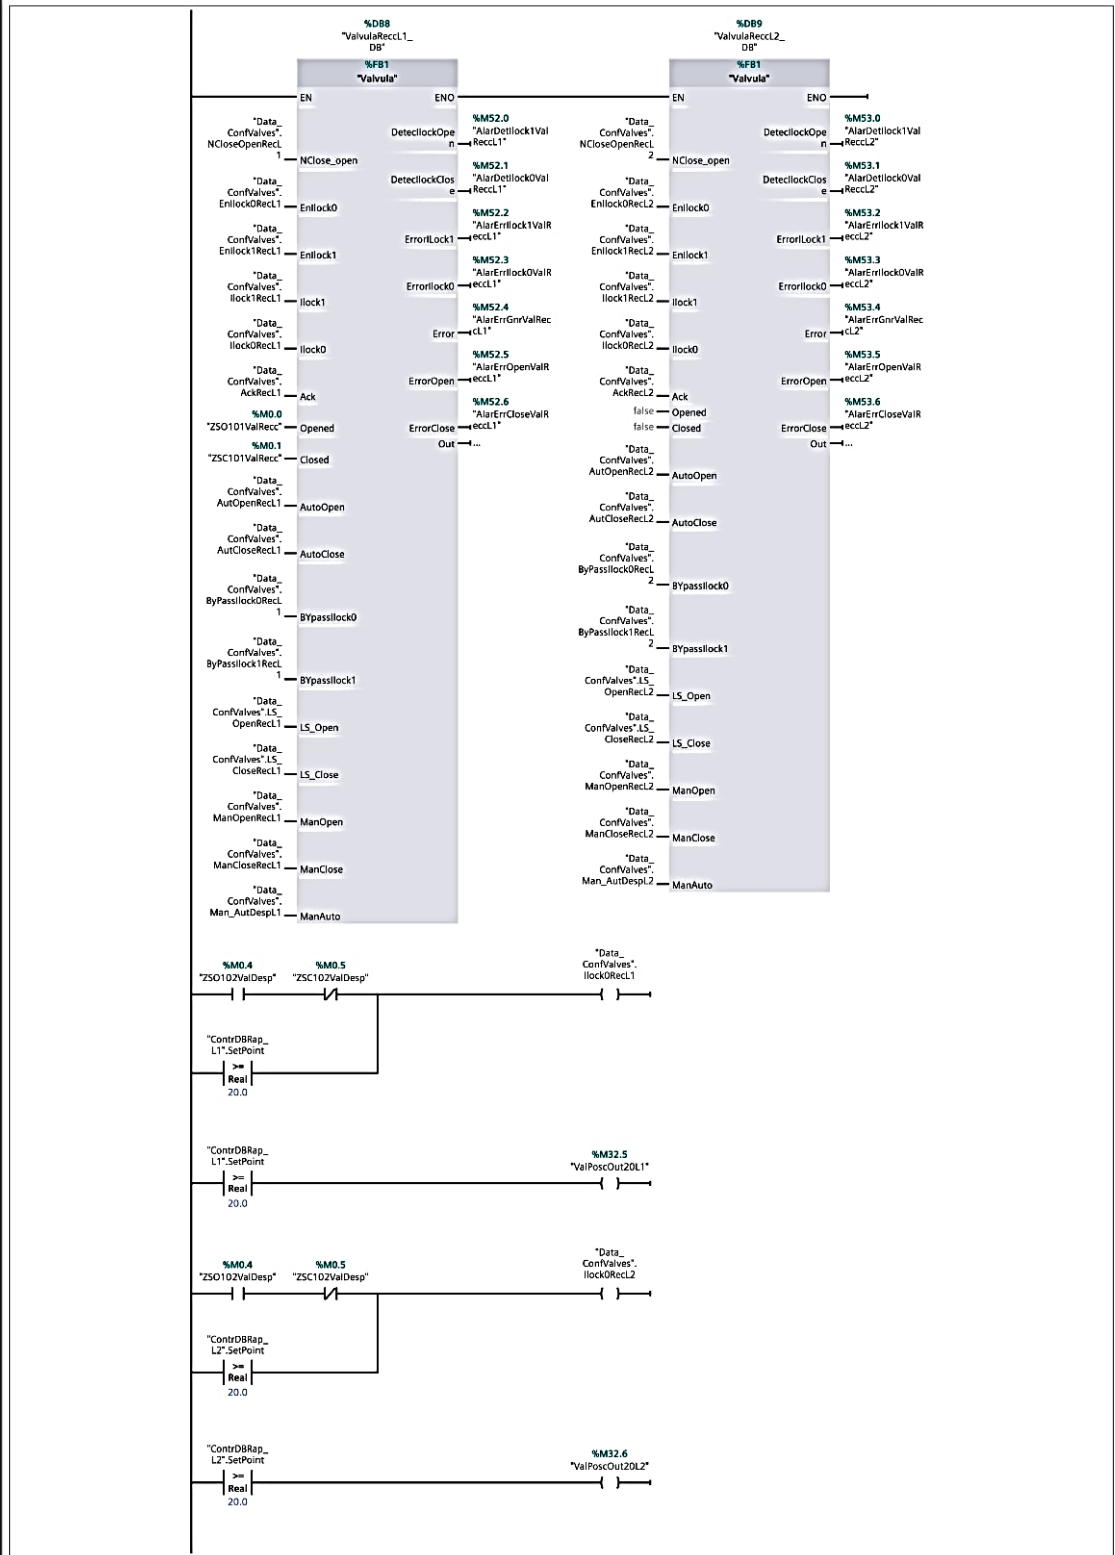 %DB8
"ValvulaReccL1_
DB"
%FB1
"Valvula"
EN
ENO
"Data_
ConfValves".
NCloseOpenRecL
1
NClose_open
"Data_
ConfValves".
EnIlock0RecL1
EnIlock0
"Data_
ConfValves".
EnIlock1RecL1
EnIlock1
"Data_
ConfValves".
Ilock1RecL1
Ilock1
"Data_
ConfValves".
Ilock0RecL1
Ilock0
"Data_
ConfValves".
AckRecL1
Ack
%M0.0
"ZSO101ValRecc"
Opened
%M0.1
"ZSC101ValRecc"
Closed
"Data_
ConfValves".
AutOpenRecL1
AutoOpen
"Data_
ConfValves".
AutCloseRecL1
AutoClose
"Data_
ConfValves".
ByPassIlock0RecL
1
BYpassIlock0
"Data_
ConfValves".
ByPassIlock1RecL
1
BYpassIlock1
"Data_
ConfValves".LS_
OpenRecL1
LS_Open
"Data_
ConfValves".LS_
CloseRecL1
LS_Close
"Data_
ConfValves".
ManOpenRecL1
ManOpen
"Data_
ConfValves".
ManCloseRecL1
ManClose
"Data_
ConfValves".
Man_AutDespL1
ManAuto
DetecIlockOpe
n
%M52.0
"AlarDetIlock1Val
ReccL1"
DetecIlockClos
e
%M52.1
"AlarDetIlock0Val
ReccL1"
ErrorILock1
%M52.2
"AlarErrIlock1ValR
eccL1"
ErrorIlock0
%M52.3
"AlarErrIlock0ValR
eccL1"
Error
%M52.4
"AlarErrGnrValRec
cL1"
ErrorOpen
%M52.5
"AlarErrOpenValR
eccL1"
ErrorClose
%M52.6
"AlarErrCloseValR
eccL1"
Out
...
%DB9
"ValvulaReccL2_
DB"
%FB1
"Valvula"
EN
ENO
"Data_
ConfValves".
NCloseOpenRecL
2
NClose_open
"Data_
ConfValves".
EnIlock0RecL2
EnIlock0
"Data_
ConfValves".
EnIlock1RecL2
EnIlock1
"Data_
ConfValves".
Ilock1RecL2
Ilock1
"Data_
ConfValves".
Ilock0RecL2
Ilock0
"Data_
ConfValves".
AckRecL2
Ack
false
Opened
false
Closed
"Data_
ConfValves".
AutOpenRecL2
AutoOpen
"Data_
ConfValves".
AutCloseRecL2
AutoClose
"Data_
ConfValves".
ByPassIlock0RecL
2
BYpassIlock0
"Data_
ConfValves".
ByPassIlock1RecL
2
BYpassIlock1
"Data_
ConfValves".LS_
OpenRecL2
LS_Open
"Data_
ConfValves".LS_
CloseRecL2
LS_Close
"Data_
ConfValves".
ManOpenRecL2
ManOpen
"Data_
ConfValves".
ManCloseRecL2
ManClose
"Data_
ConfValves".
Man_AutDespL2
ManAuto
DetecIlockOpe
n
%M53.0
"AlarDetIlock1Val
ReccL2"
DetecIlockClos
e
%M53.1
"AlarDetIlock0Val
ReccL2"
ErrorILock1
%M53.2
"AlarErrIlock1ValR
eccL2"
ErrorIlock0
%M53.3
"AlarErrIlock0ValR
eccL2"
Error
%M53.4
"AlarErrGnrValRec
cL2"
ErrorOpen
%M53.5
"AlarErrOpenValR
eccL2"
ErrorClose
%M53.6
"AlarErrCloseValR
eccL2"
Out
...
%M0.4
"ZSO102ValDesp"
%M0.5
"ZSC102ValDesp"
"Data_
ConfValves".
Ilock0RecL1
"ContrDBRap_
L1".SetPoint
>=
Real
20.0
"ContrDBRap_
L1".SetPoint
>=
Real
20.0
%M32.5
"ValPoscOut20L1"
%M0.4
"ZSO102ValDesp"
%M0.5
"ZSC102ValDesp"
"Data_
ConfValves".
Ilock0RecL2
"ContrDBRap_
L2".SetPoint
>=
Real
20.0
"ContrDBRap_
L2".SetPoint
>=
Real
20.0
%M32.6
"ValPoscOut20L2"